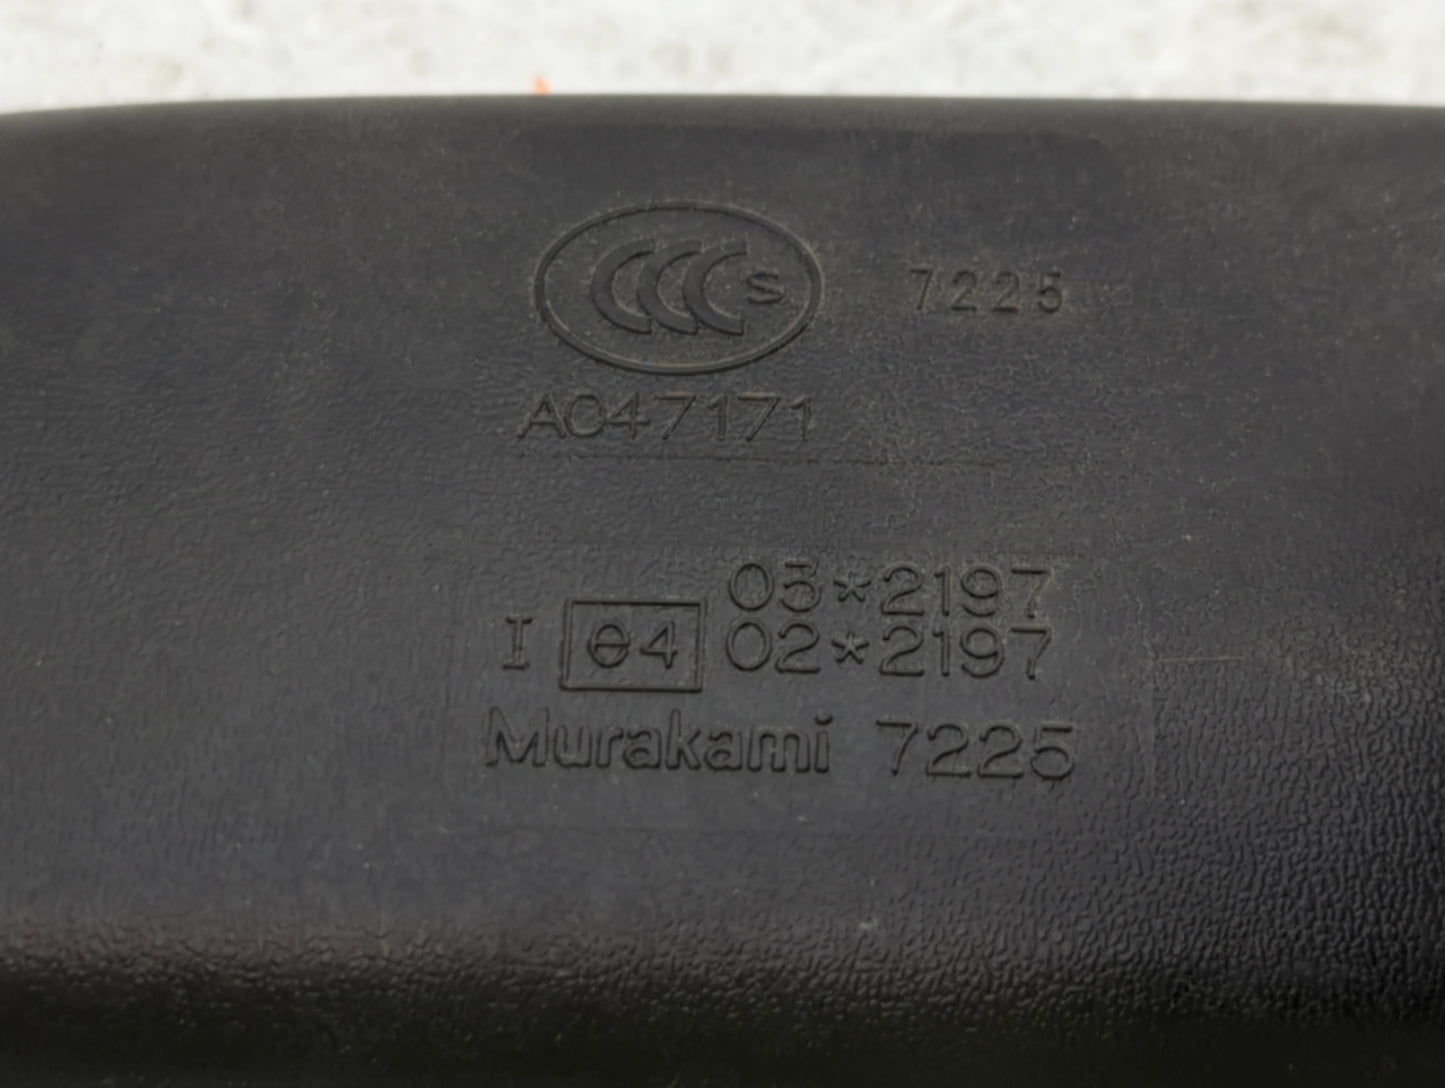 CCC S 7225
A047171
03*2197
I e4 02*2197
Murakami 7225